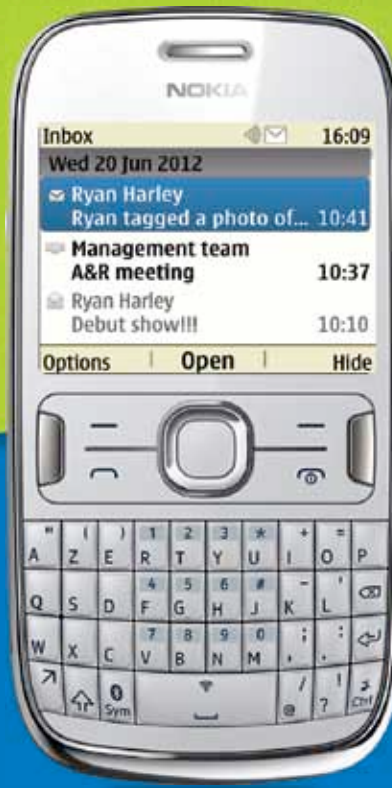 NOKIA
Inbox 16:09
Wed 20 Jun 2012
Ryan Harley
Ryan tagged a photo of... 10:41
Management team
A&R meeting 10:37
Ryan Harley
Debut show!!! 10:10
Options Open Hide
" ( ) 1 2 3 * + =
A Z E R T Y U I O P
4 5 6 # - '
Q S D F G H J K L
7 8 9 0 ; :
W X C V B N M , .
0 / !
Sym @ ? Ctrl